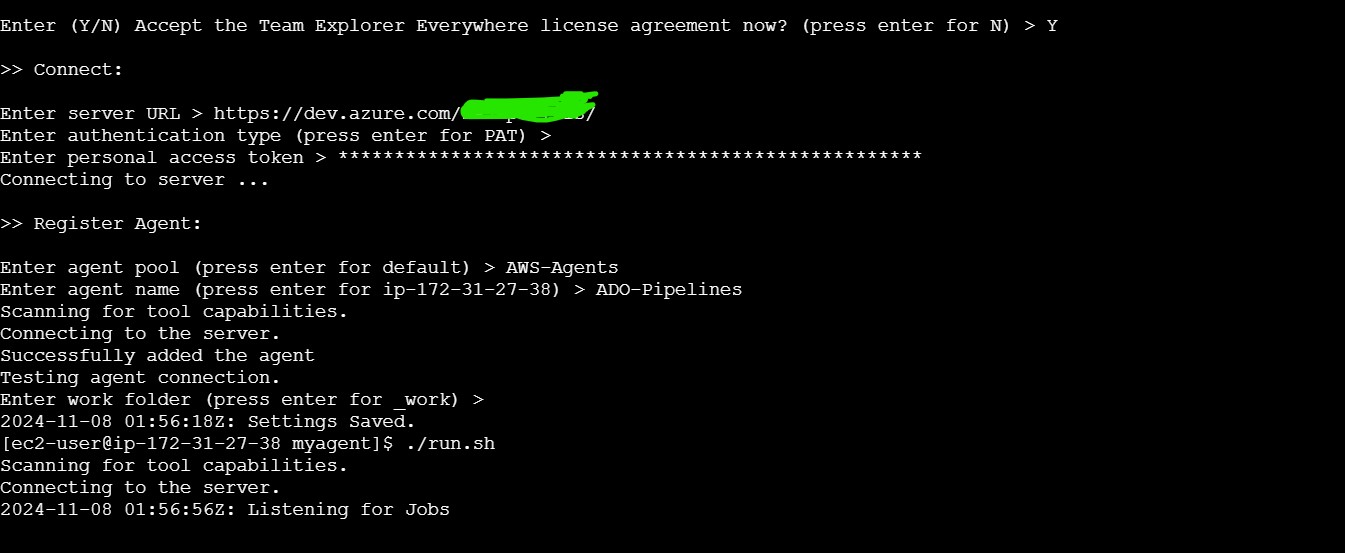 Enter (Y/N) Accept the Team Explorer Everywhere license agreement now? (press enter for N) > Y
>> Connect:
Enter server URL > https://dev.azure.com/
Enter authentication type (press enter for PAT) >
Enter personal access token > ****************************************************
Connecting to server ...
>> Register Agent:
Enter agent pool (press enter for default) > AWS-Agents
Enter agent name (press enter for ip-172-31-27-38) > ADO-Pipelines
Scanning for tool capabilities.
Connecting to the server.
Successfully added the agent
Testing agent connection.
Enter work folder (press enter for _work) >
2024-11-08 01:56:18Z: Settings Saved.
[ec2-user@ip-172-31-27-38 myagent]$ ./run.sh
Scanning for tool capabilities.
Connecting to the server.
2024-11-08 01:56:56Z: Listening for Jobs